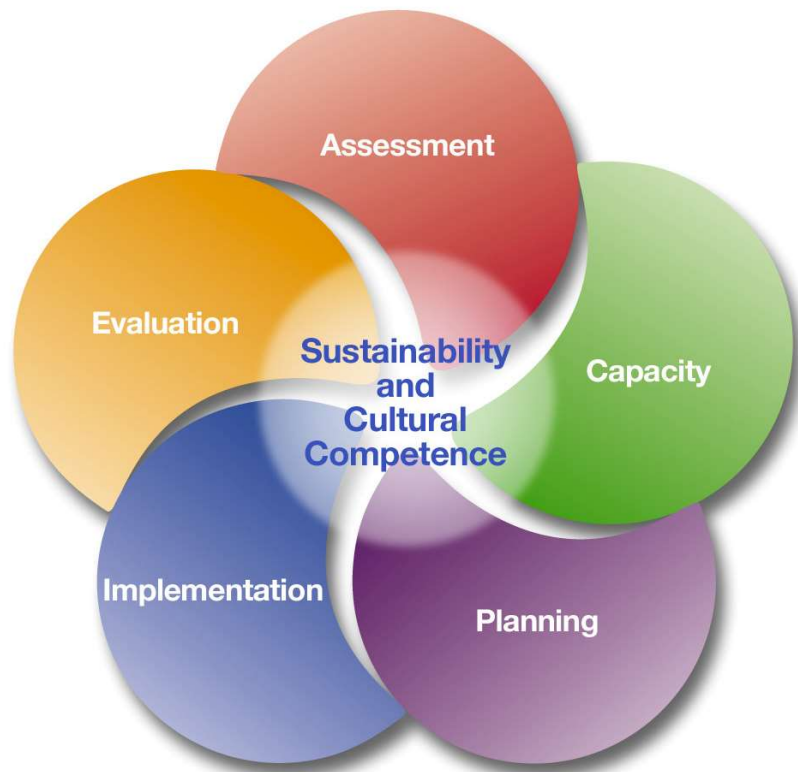 Assessment
Capacity
Planning
Implementation
Evaluation
Sustainability
and
Cultural
Competence